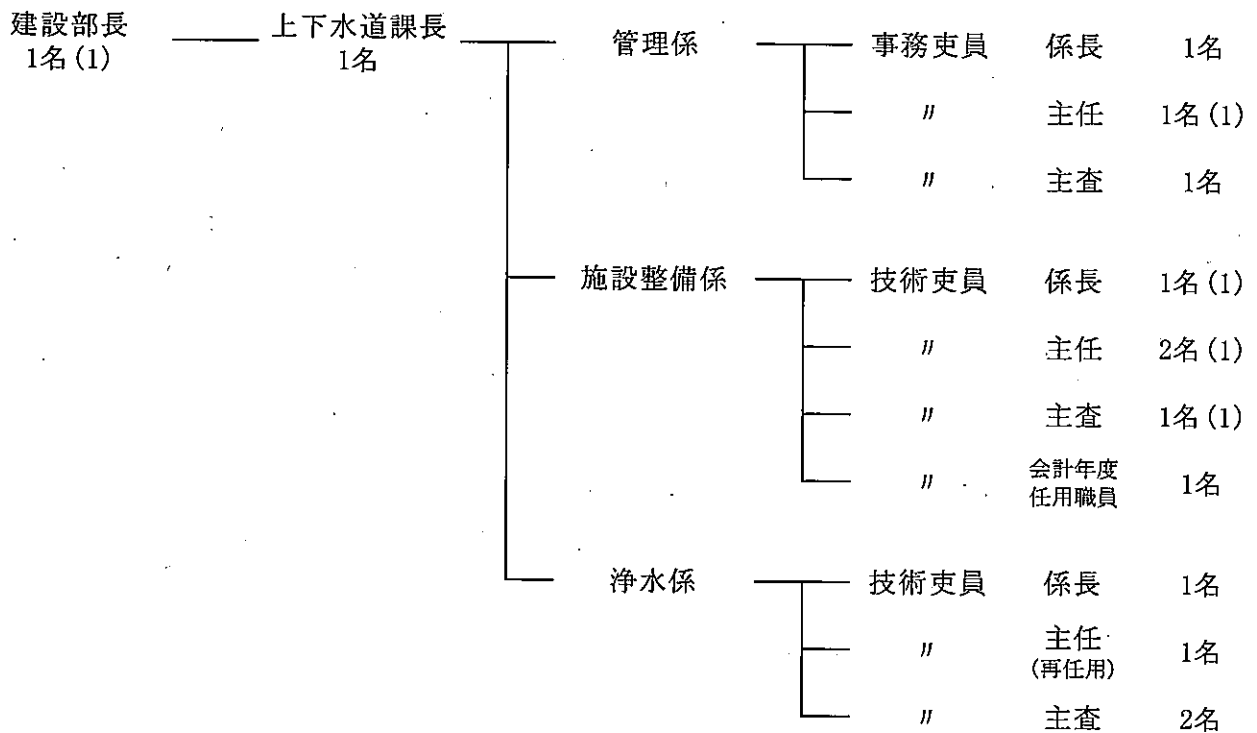 建設部長 上下水道課長 管理係 事務吏員 係長 1名
1名(1) 1名
〃 主任 1名(1)
〃 主査 1名
施設整備係 技術吏員 係長 1名(1)
〃 主任 2名(1)
〃 主査 1名(1)
〃 会計年度
任用職員 1名
浄水係 技術吏員 係長 1名
〃 主任
(再任用) 1名
〃 主査 2名